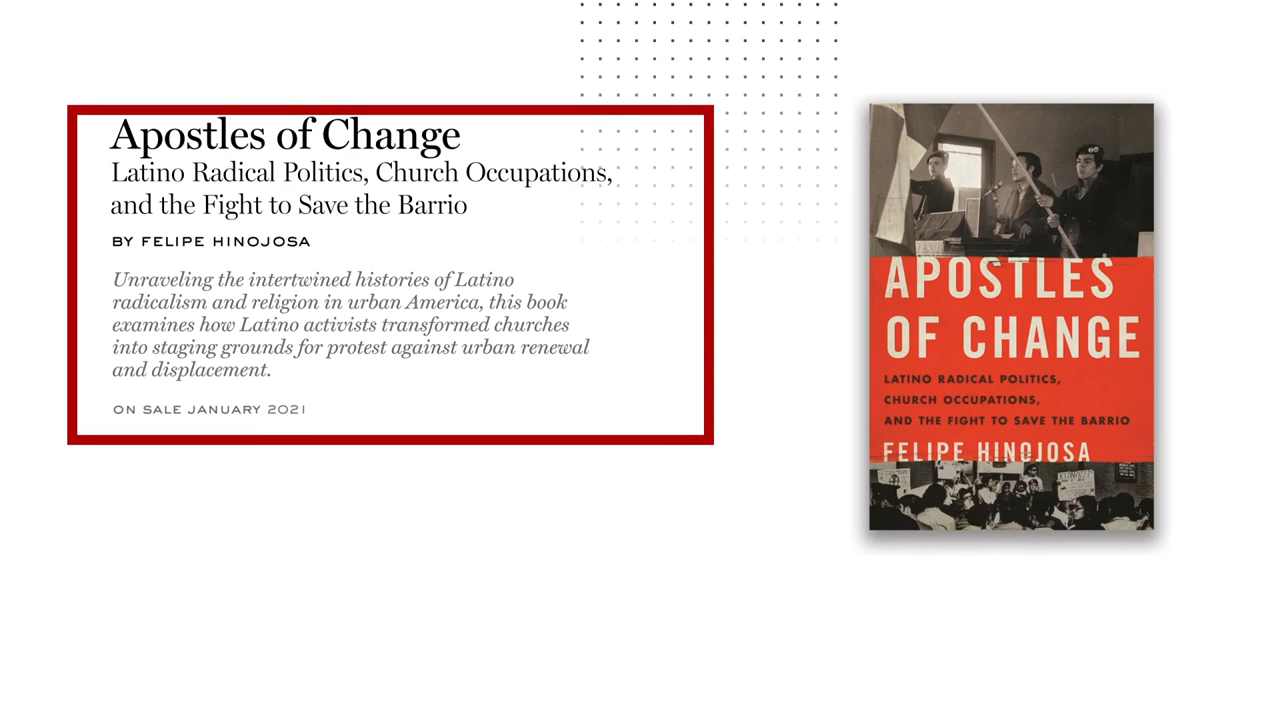 Apostles of Change
Latino Radical Politics, Church Occupations,
and the Fight to Save the Barrio
BY FELIPE HINOJOSA
Unraveling the intertwined histories of Latino
radicalism and religion in urban America, this book
examines how Latino activists transformed churches
into staging grounds for protest against urban renewal
and displacement.
ON SALE JANUARY 2021
APOSTLES
OF CHANGE
LATINO RADICAL POLITICS,
CHURCH OCCUPATIONS,
AND THE FIGHT TO SAVE THE BARRIO
FELIPE HINOJOSA